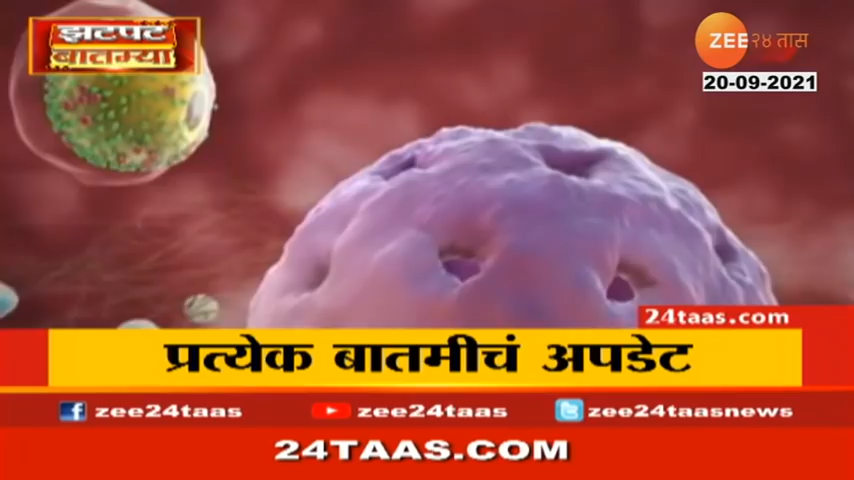 झटपट
बातम्या
ZEE २४ तास
20-09-2021
24taas.com
प्रत्येक बातमीचं अपडेट
zee24taas zee24taas zee24taasnews
24TAAS.COM